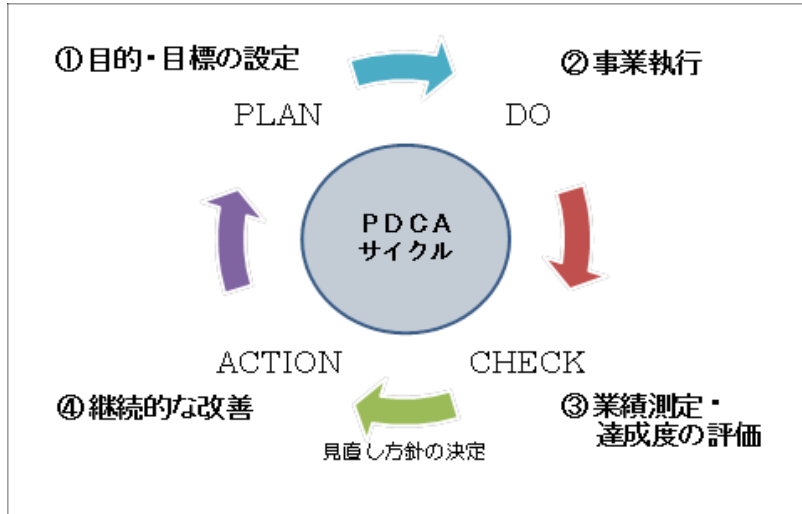 ①目的・目標の設定
②事業執行
PLAN
DO
PDCA
サイクル
ACTION
CHECK
④継続的な改善
③業績測定・
達成度の評価
見直し方針の決定